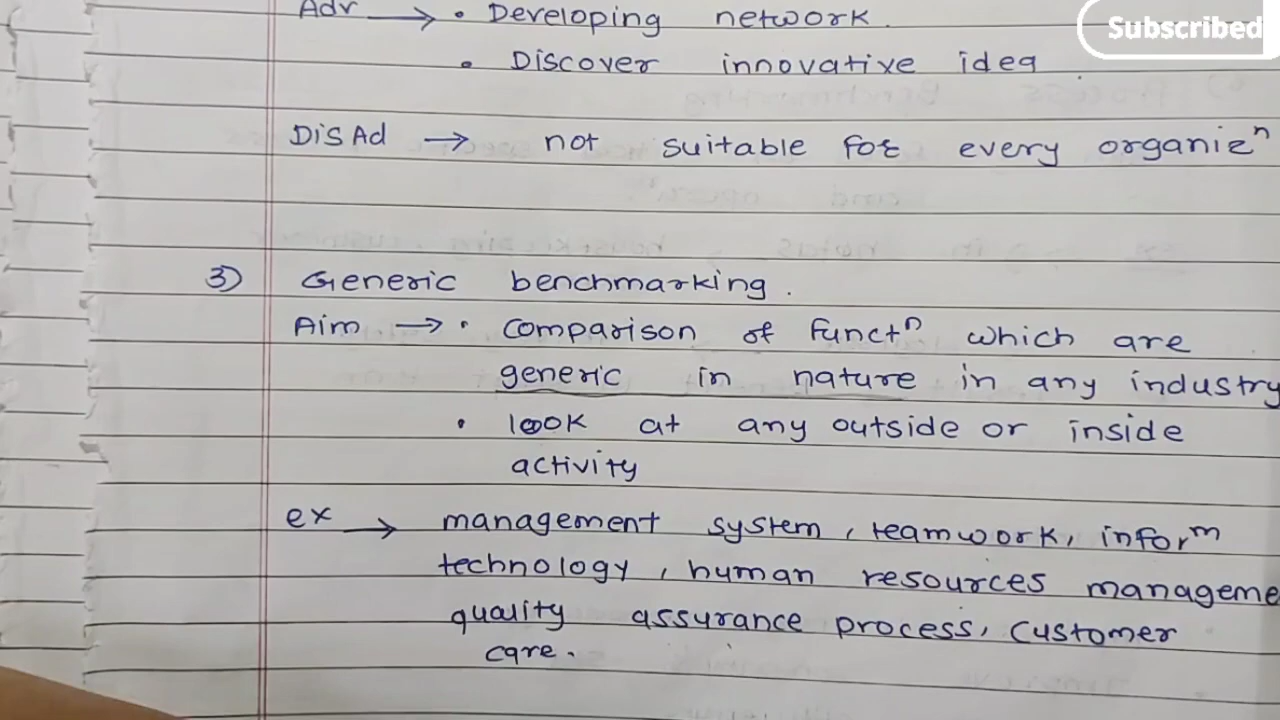 Adv → • Developing network.
Subscribed
• Discover innovative idea
DisAd → not suitable for every organizⁿ
3) Generic benchmarking.
Aim → • comparison of functⁿ which are
generic in nature in any industry
• look at any outside or inside
activity
ex → management system, teamwork, inforᵐ
technology, human resources manageme
quality assurance process, customer
care.